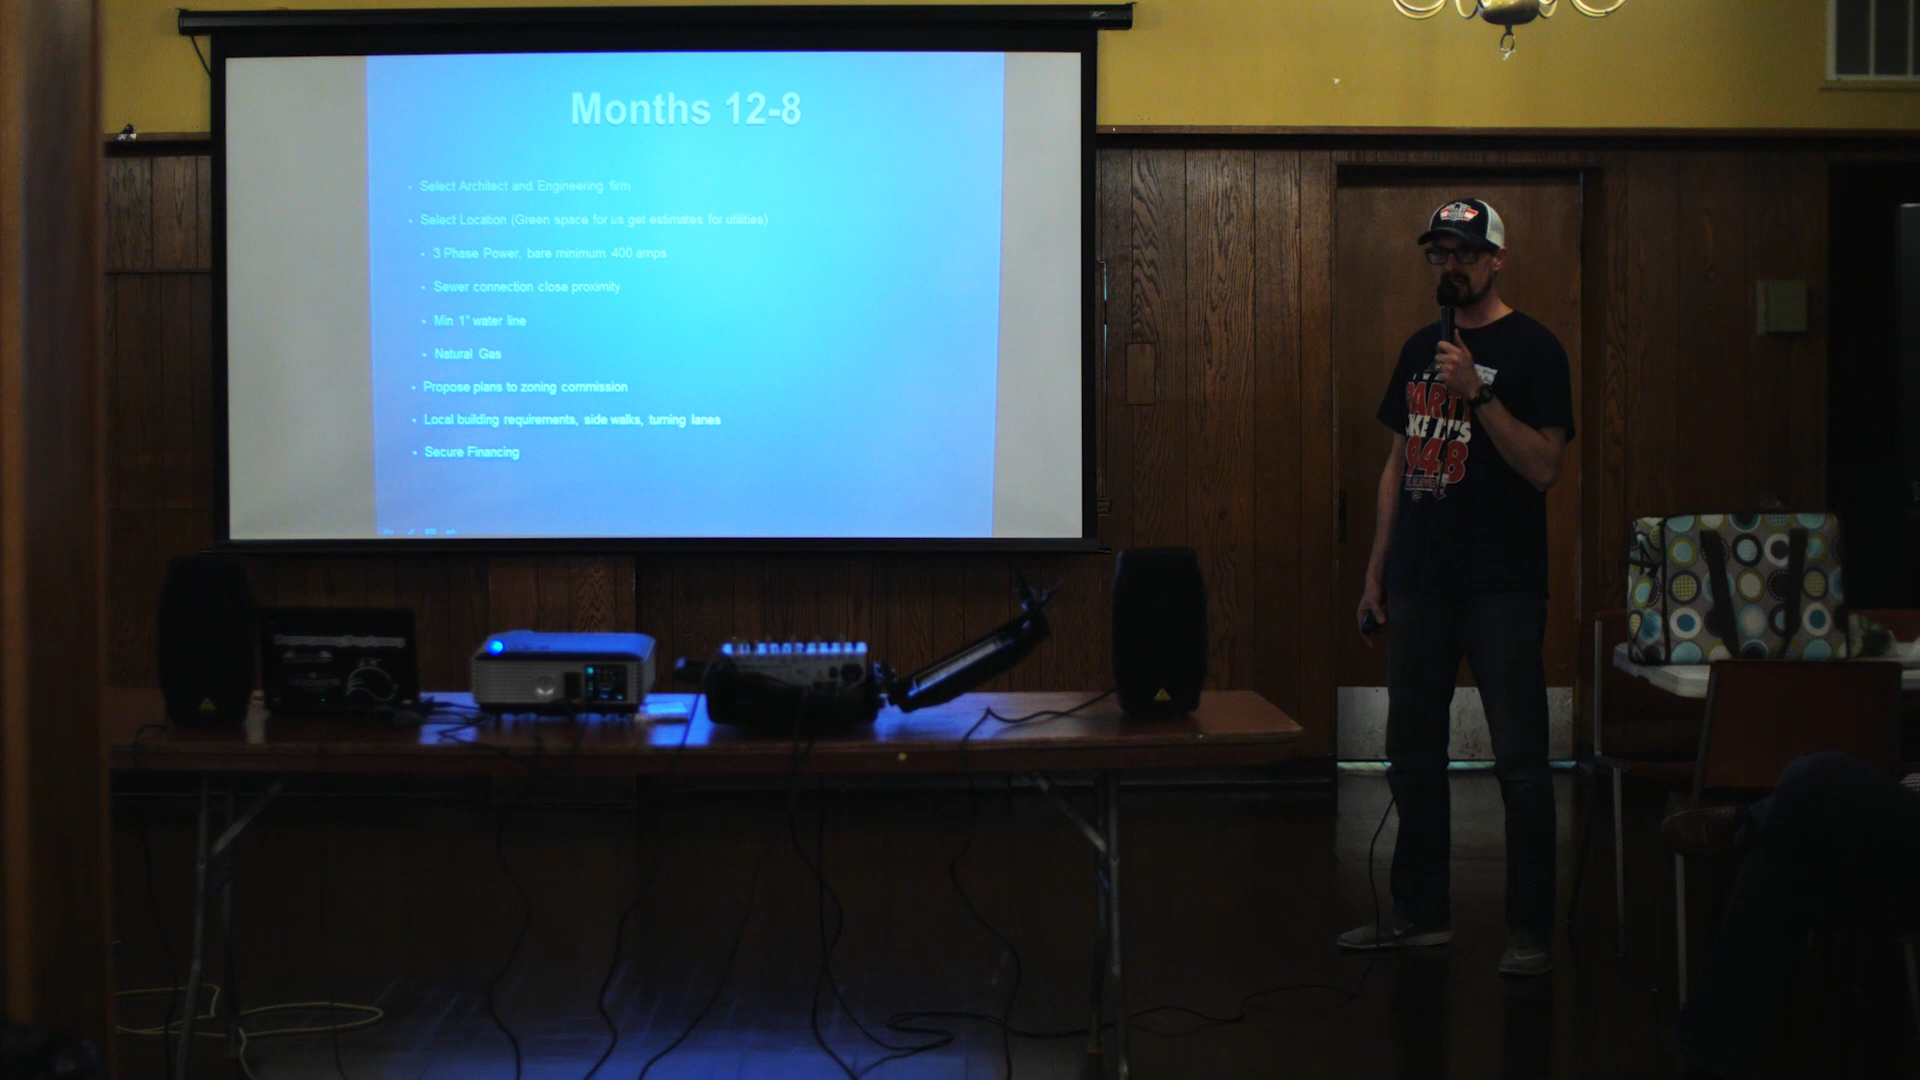 Months 12-8
• Select Architect and Engineering firm
• Select Location (Green space for us get estimates for utilities)
• 3 Phase Power, bare minimum 400 amps
• Sewer connection close proximity
• Min 1" water line
• Natural Gas
• Propose plans to zoning commission
• Local building requirements, side walks, turning lanes
• Secure Financing
PARTY
IT'S